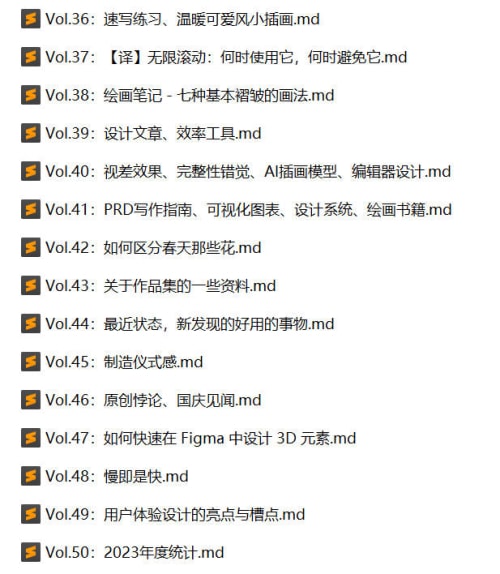 Vol.36：速写练习、温暖可爱风小插画.md
Vol.37：【译】无限滚动：何时使用它，何时避免它.md
Vol.38：绘画笔记 - 七种基本褶皱的画法.md
Vol.39：设计文章、效率工具.md
Vol.40：视差效果、完整性错觉、AI插画模型、编辑器设计.md
Vol.41：PRD写作指南、可视化图表、设计系统、绘画书籍.md
Vol.42：如何区分春天那些花.md
Vol.43：关于作品集的一些资料.md
Vol.44：最近状态，新发现的好用的事物.md
Vol.45：制造仪式感.md
Vol.46：原创悖论、国庆见闻.md
Vol.47：如何快速在 Figma 中设计 3D 元素.md
Vol.48：慢即是快.md
Vol.49：用户体验设计的亮点与槽点.md
Vol.50：2023年度统计.md